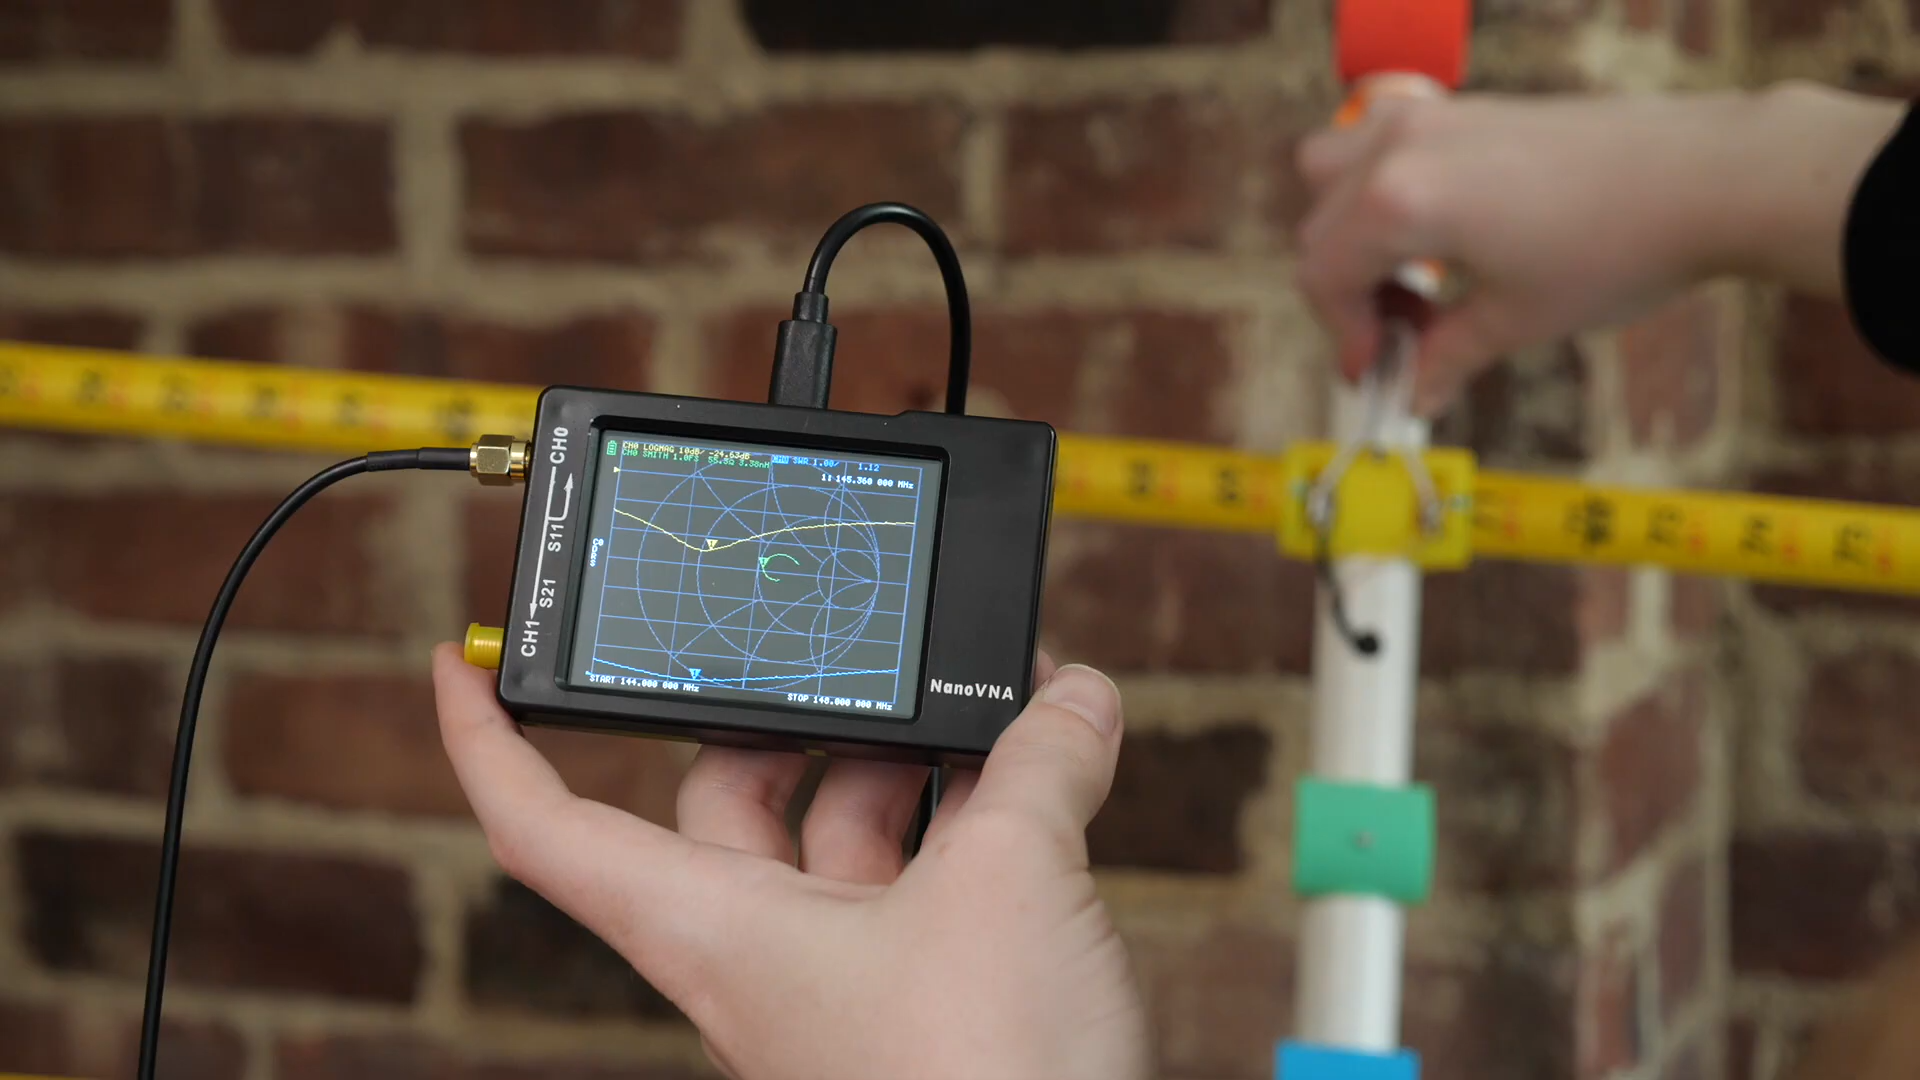 CH0 LOGMAG 10dB/ -24.63dB
CH0 SMITH 1.0FS
SWR 1.00/ 1.12
1: 145.360 000 MHz
START 144.000 000 MHz
STOP 148.000 000 MHz
CH0
S11
S21
CH1
NanoVNA
73